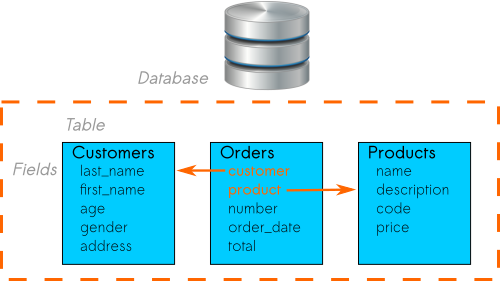 Database
Table
Fields
Customers
last_name
first_name
age
gender
address
Orders
customer
product
number
order_date
total
Products
name
description
code
price